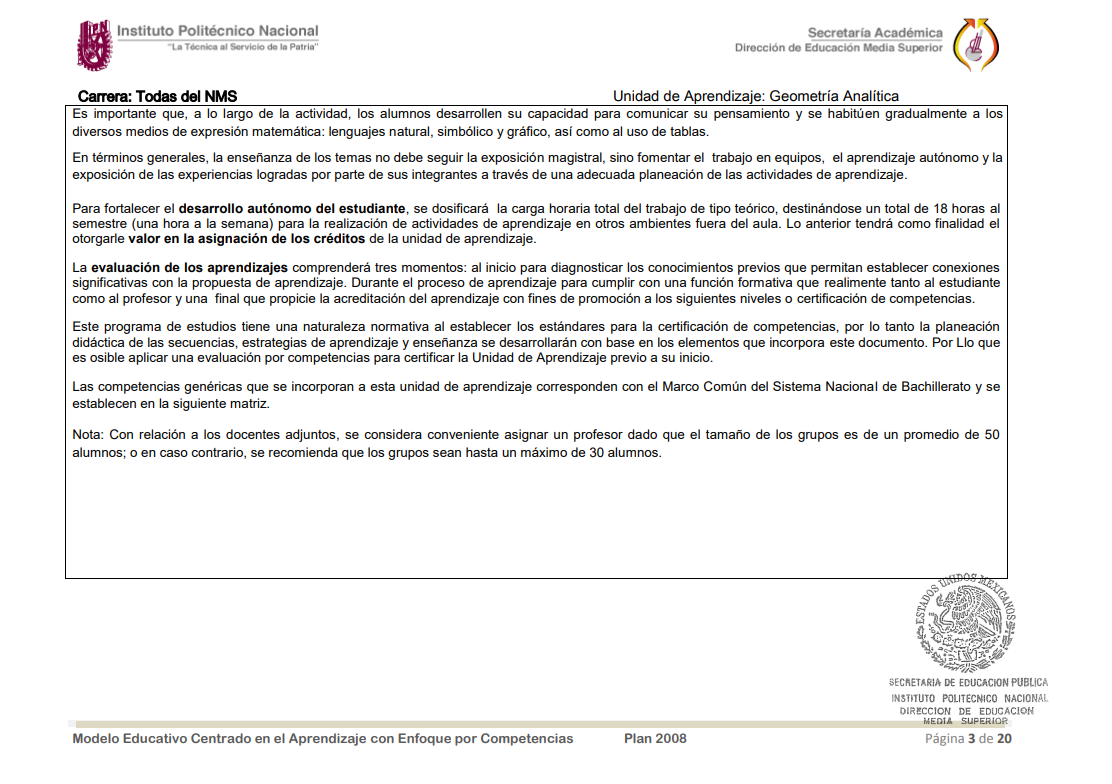 Instituto Politécnico Nacional
"La Técnica al Servicio de la Patria"
Secretaría Académica
Dirección de Educación Media Superior
Carrera: Todas del NMS
Unidad de Aprendizaje: Geometría Analítica
Es importante que, a lo largo de la actividad, los alumnos desarrollen su capacidad para comunicar su pensamiento y se habitúen gradualmente a los
diversos medios de expresión matemática: lenguajes natural, simbólico y gráfico, así como al uso de tablas.
En términos generales, la enseñanza de los temas no debe seguir la exposición magistral, sino fomentar el trabajo en equipos, el aprendizaje autónomo y la
exposición de las experiencias logradas por parte de sus integrantes a través de una adecuada planeación de las actividades de aprendizaje.
Para fortalecer el desarrollo autónomo del estudiante, se dosificará la carga horaria total del trabajo de tipo teórico, destinándose un total de 18 horas al
semestre (una hora a la semana) para la realización de actividades de aprendizaje en otros ambientes fuera del aula. Lo anterior tendrá como finalidad el
otorgarle valor en la asignación de los créditos de la unidad de aprendizaje.
La evaluación de los aprendizajes comprenderá tres momentos: al inicio para diagnosticar los conocimientos previos que permitan establecer conexiones
significativas con la propuesta de aprendizaje. Durante el proceso de aprendizaje para cumplir con una función formativa que realimente tanto al estudiante
como al profesor y una final que propicie la acreditación del aprendizaje con fines de promoción a los siguientes niveles o certificación de competencias.
Este programa de estudios tiene una naturaleza normativa al establecer los estándares para la certificación de competencias, por lo tanto la planeación
didáctica de las secuencias, estrategias de aprendizaje y enseñanza se desarrollarán con base en los elementos que incorpora este documento. Por Llo que
es osible aplicar una evaluación por competencias para certificar la Unidad de Aprendizaje previo a su inicio.
Las competencias genéricas que se incorporan a esta unidad de aprendizaje corresponden con el Marco Común del Sistema Nacional de Bachillerato y se
establecen en la siguiente matriz.
Nota: Con relación a los docentes adjuntos, se considera conveniente asignar un profesor dado que el tamaño de los grupos es de un promedio de 50
alumnos; o en caso contrario, se recomienda que los grupos sean hasta un máximo de 30 alumnos.
ESTADOS UNIDOS MEXICANOS
SECRETARIA DE EDUCACION PUBLICA
INSTITUTO POLITECNICO NACIONAL
DIRECCION DE EDUCACION
MEDIA SUPERIOR
Modelo Educativo Centrado en el Aprendizaje con Enfoque por Competencias
Plan 2008
Página 3 de 20